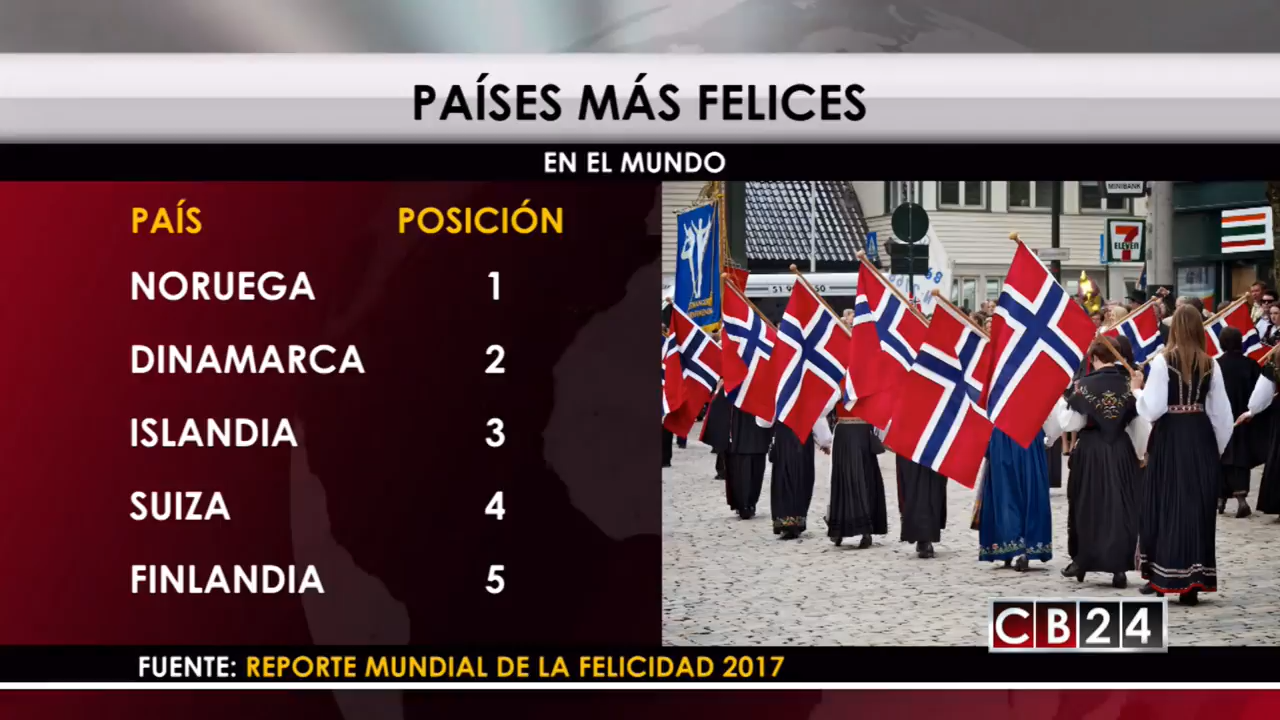 PAÍSES MÁS FELICES
EN EL MUNDO
PAÍS POSICIÓN
NORUEGA 1
DINAMARCA 2
ISLANDIA 3
SUIZA 4
FINLANDIA 5
MINIBANK
7
ELEVEN
CB24
FUENTE: REPORTE MUNDIAL DE LA FELICIDAD 2017